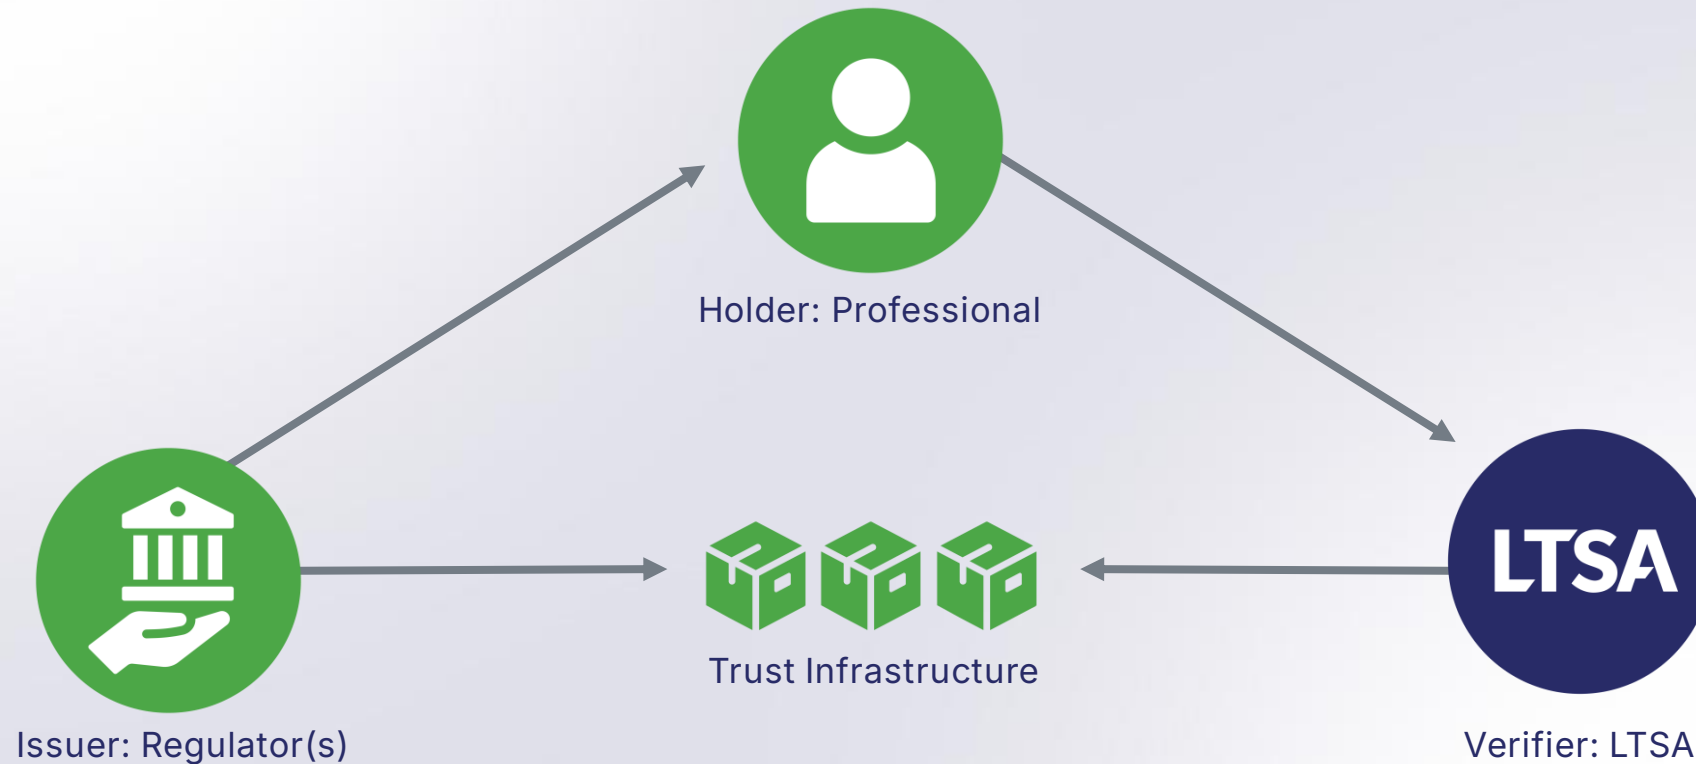 Holder: Professional
LTSA
Trust Infrastructure
Issuer: Regulator(s)
Verifier: LTSA